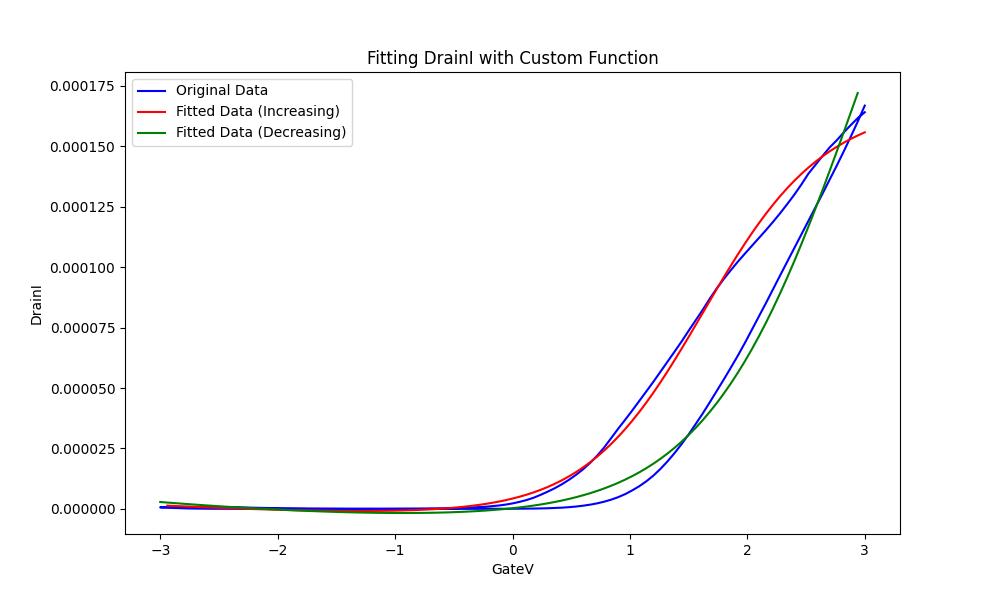 Fitting DrainI with Custom Function
Original Data
Fitted Data (Increasing)
Fitted Data (Decreasing)
0.000175
0.000150
0.000125
0.000100
0.000075
0.000050
0.000025
0.000000
DrainI
−3 −2 −1 0 1 2 3
GateV